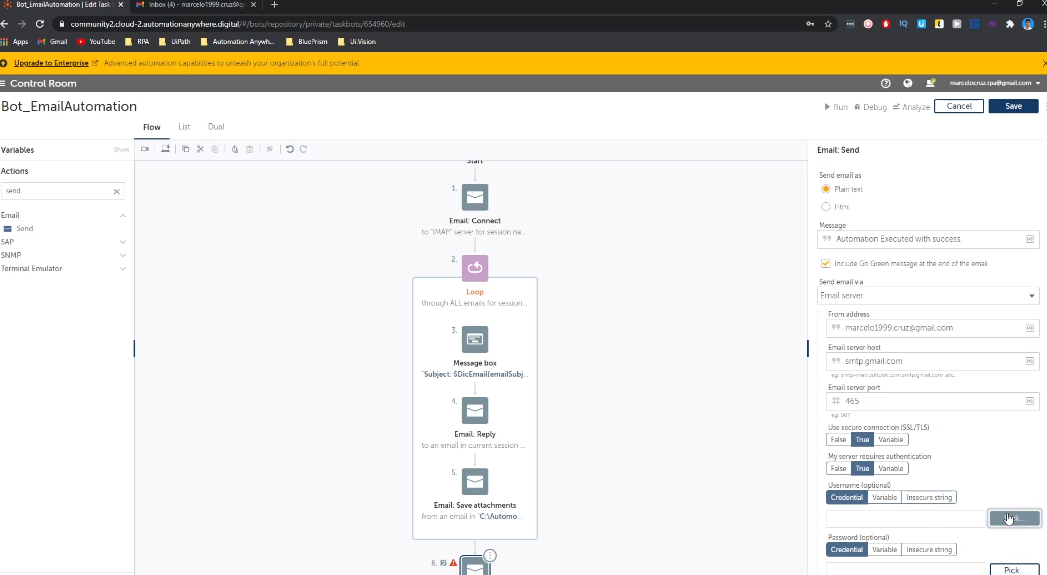 Bot_EmailAutomation | Edit Task
Inbox (4) - marcelo1999.cruz@g
community2.cloud-2.automationanywhere.digital/#/bots/repository/private/taskbots/654960/edit
Apps Gmail YouTube RPA UiPath Automation Anywh... BluePrism Ui.Vision
Upgrade to Enterprise Advanced automation capabilities to unleash your organization's full potential.
Control Room
marcelocruz.rpa@gmail.com
Bot_EmailAutomation
Run Debug Analyze Cancel Save
Flow List Dual
Variables Show
Actions
send
Email
Send
SAP
SNMP
Terminal Emulator
Start
1.
Email: Connect
to "IMAP" server for session na...
2.
Loop
through ALL emails for session...
3.
Message box
"Subject: $DicEmail{emailSubj...
4.
Email: Reply
to an email in current session ...
5.
Email: Save attachments
from an email in "C:\Automo...
6.
Email: Send
Send email as
Plain text
Html
Message
Automation Executed with success.
Include Go Green message at the end of the email
Send email via
Email server
From address
marcelo1999.cruz@gmail.com
Email server host
smtp.gmail.com
eg: smtp-mail.outlook.com,smtp.gmail.com ,etc.
Email server port
# 465
eg: 587
Use secure connection (SSL/TLS)
False True Variable
My server requires authentication
False True Variable
Username (optional)
Credential Variable Insecure string
Password (optional)
Credential Variable Insecure string
Pick...